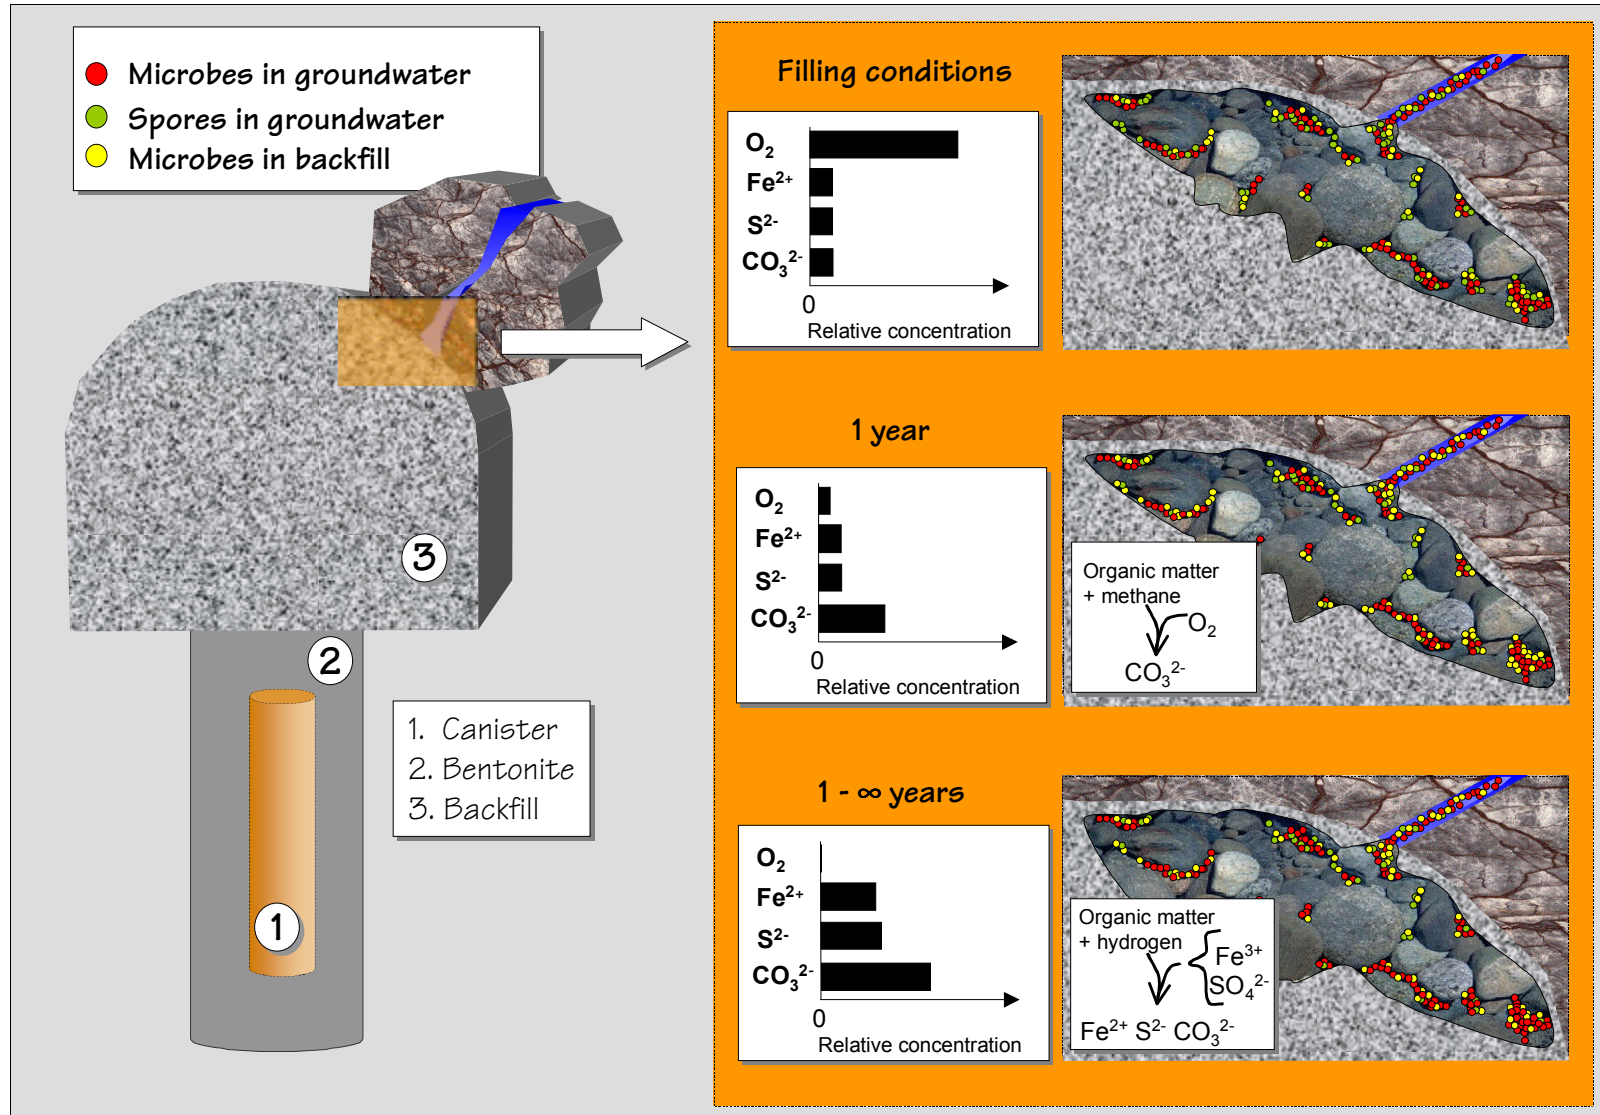 Microbes in groundwater
Spores in groundwater
Microbes in backfill
3
2
1
1. Canister
2. Bentonite
3. Backfill
Filling conditions
O₂
Fe²⁺
S²⁻
CO₃²⁻
0
Relative concentration
1 year
O₂
Fe²⁺
S²⁻
CO₃²⁻
0
Relative concentration
Organic matter
+ methane
O₂
CO₃²⁻
1 - ∞ years
O₂
Fe²⁺
S²⁻
CO₃²⁻
0
Relative concentration
Organic matter
+ hydrogen
Fe³⁺
SO₄²⁻
Fe²⁺ S²⁻ CO₃²⁻